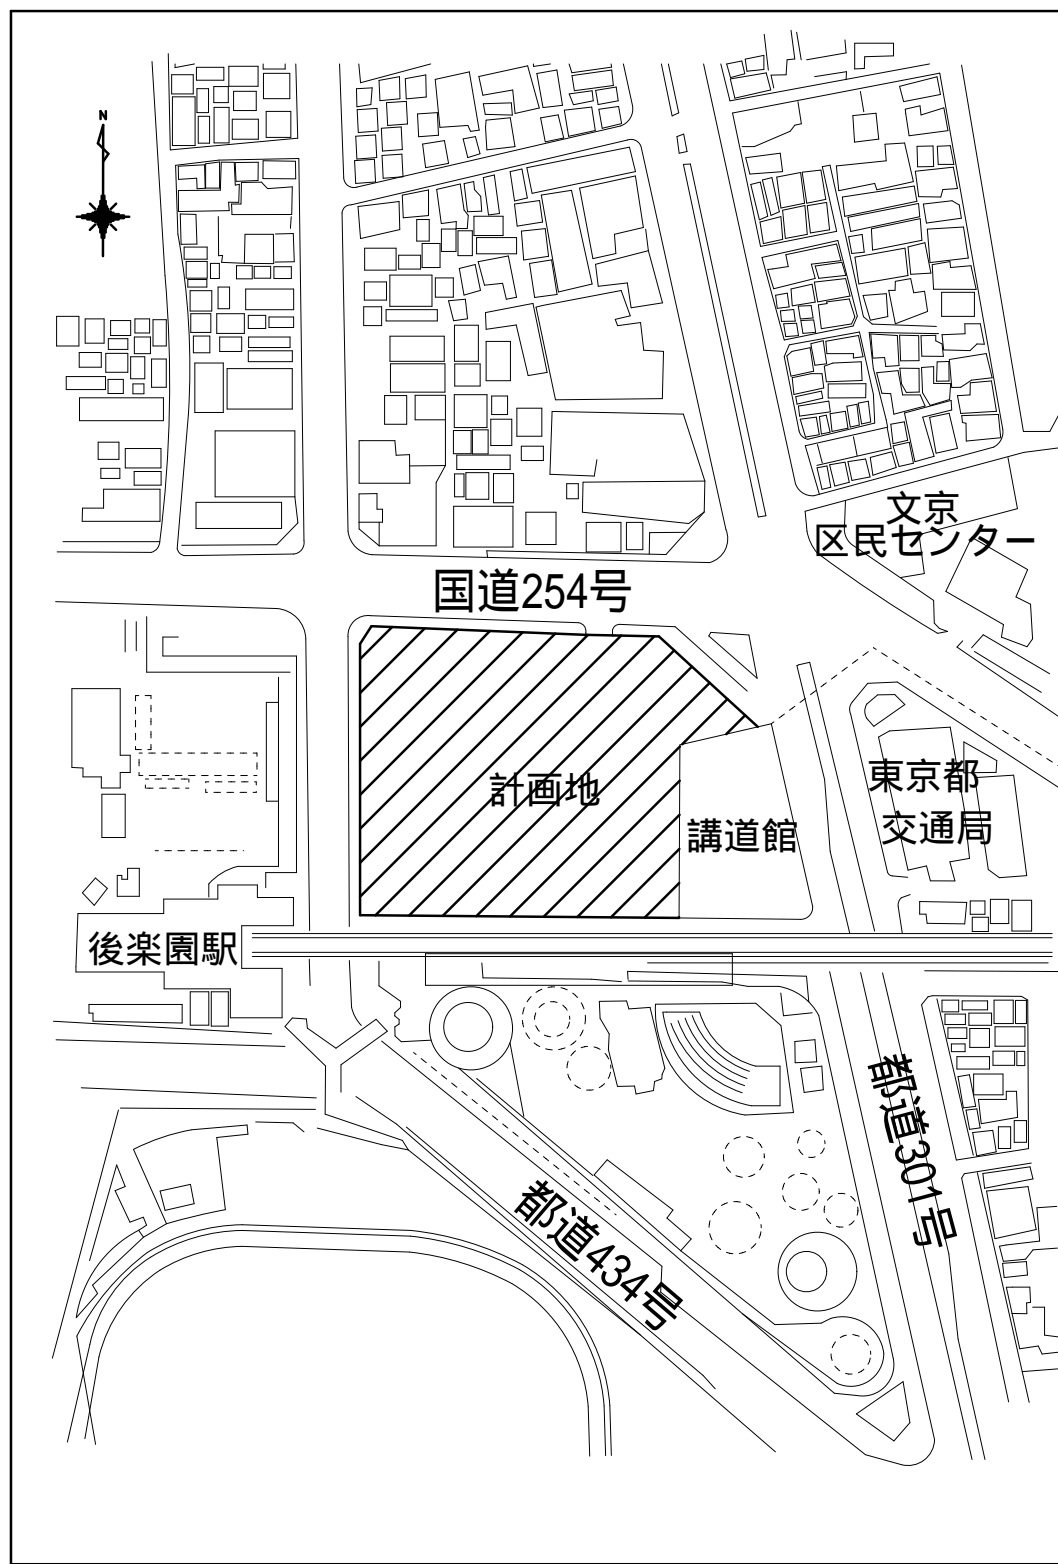 N
文京
区民センター
国道254号
計画地
東京都
交通局
講道館
後楽園駅
都道301号
都道434号